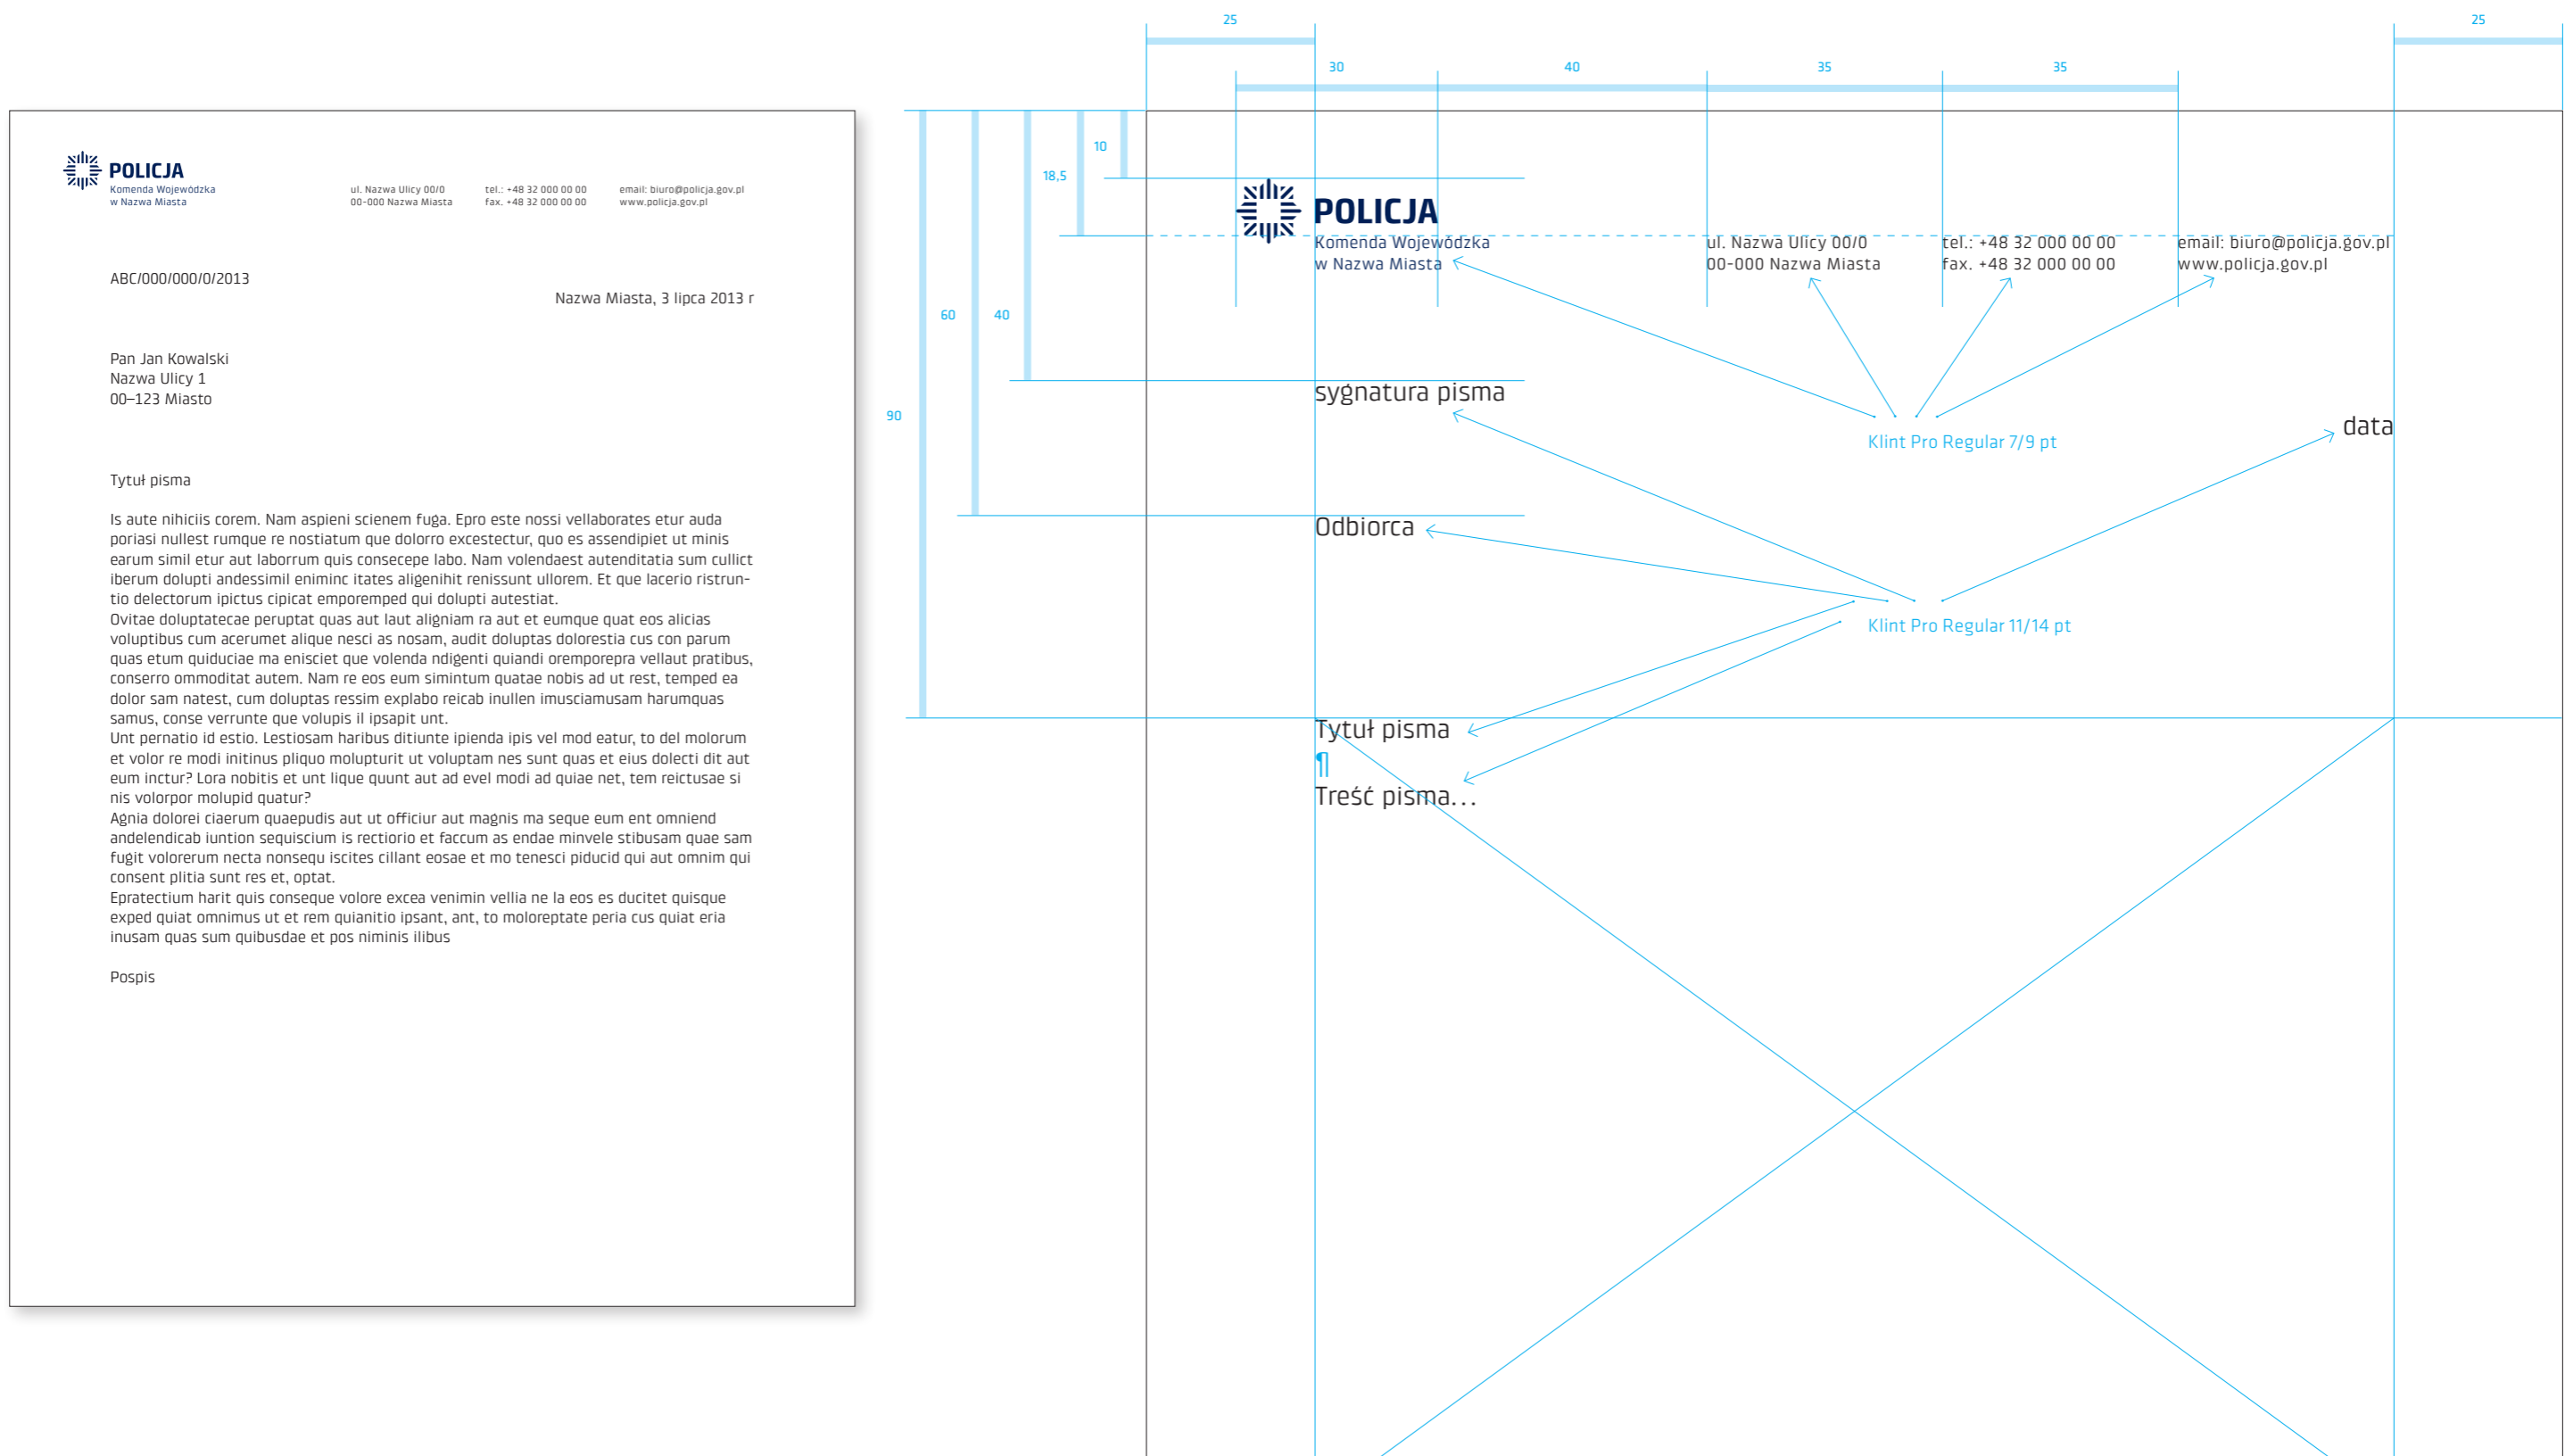 POLICJA
Komenda Wojewódzka
w Nazwa Miasta
ul. Nazwa Ulicy 00/0
00-000 Nazwa Miasta
tel.: +48 32 000 00 00
fax. +48 32 000 00 00
email: biuro@policja.gov.pl
www.policja.gov.pl
ABC/000/000/0/2013
Nazwa Miasta, 3 lipca 2013 r
Pan Jan Kowalski
Nazwa Ulicy 1
00–123 Miasto
Tytuł pisma
Is aute nihiciis corem. Nam aspieni scienem fuga. Epro este nossi vellaborates etur auda
poriasi nullest rumque re nostiatum que dolorro excestectur, quo es assendipiet ut minis
earum simil etur aut laborrum quis consecepe labo. Nam volendaest autenditatia sum cullict
iberum dolupti andessimil eniminc itates aligenihit renissunt ullorem. Et que lacerio ristrun-
tio delectorum ipictus cipicat emporemped qui dolupti autestiat.
Ovitae doluptatecae peruptat quas aut laut aligniam ra aut et eumque quat eos alicias
voluptibus cum acerumet alique nesci as nosam, audit doluptas dolorestia cus con parum
quas etum quiduciae ma enisciet que volenda ndigenti quiandi oremporepra vellaut pratibus,
conserro ommoditat autem. Nam re eos eum simintum quatae nobis ad ut rest, temped ea
dolor sam natest, cum doluptas ressim explabo reicab inullen imusciamusam harumquas
samus, conse verrunte que volupis il ipsapit unt.
Unt pernatio id estio. Lestiosam haribus ditiunte ipienda ipis vel mod eatur, to del molorum
et volor re modi initinus pliquo molupturit ut voluptam nes sunt quas et eius dolecti dit aut
eum inctur? Lora nobitis et unt lique quunt aut ad evel modi ad quiae net, tem reictusae si
nis volorpor molupid quatur?
Agnia dolorei ciaerum quaepudis aut ut officiur aut magnis ma seque eum ent omniend
andelendicab iuntion sequiscium is rectiorio et faccum as endae minvele stibusam quae sam
fugit volorerum necta nonsequ iscites cillant eosae et mo tenesci piducid qui aut omnim qui
consent plitia sunt res et, optat.
Epratectium harit quis conseque volore excea venimin vellia ne la eos es ducitet quisque
exped quiat omnimus ut et rem quianitio ipsant, ant, to moloreptate peria cus quiat eria
inusam quas sum quibusdae et pos niminis ilibus
Pospis
25
25
30
40
35
35
10
18,5
60
40
90
POLICJA
Komenda Wojewódzka
w Nazwa Miasta
ul. Nazwa Ulicy 00/0
00-000 Nazwa Miasta
tel.: +48 32 000 00 00
fax. +48 32 000 00 00
email: biuro@policja.gov.pl
www.policja.gov.pl
sygnatura pisma
data
Klint Pro Regular 7/9 pt
Odbiorca
Klint Pro Regular 11/14 pt
Tytuł pisma
¶
Treść pisma...